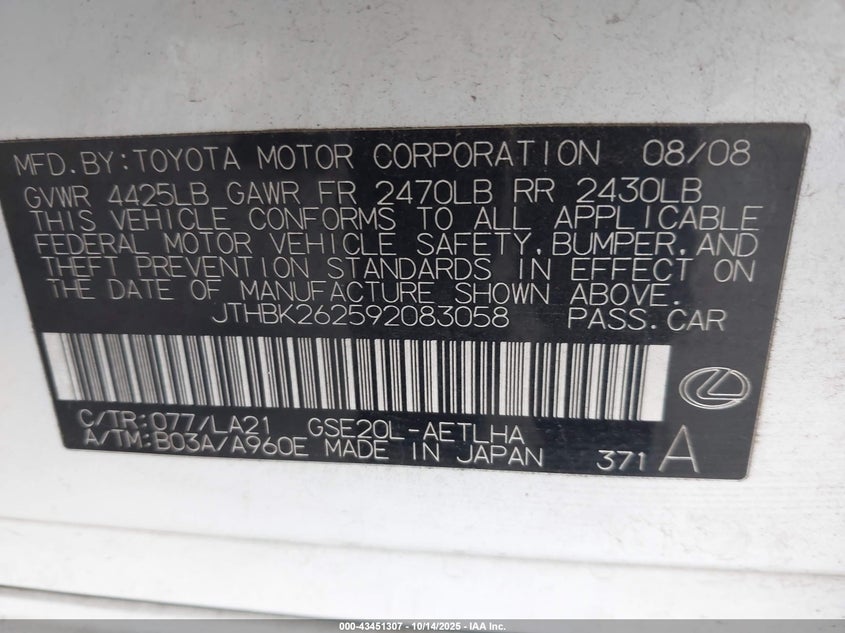 MFD. BY: TOYOTA MOTOR CORPORATION 08/08
GVWR 4425LB GAWR FR 2470LB RR 2430LB
THIS VEHICLE CONFORMS TO ALL APPLICABLE
FEDERAL MOTOR VEHICLE SAFETY, BUMPER, AND
THEFT PREVENTION STANDARDS IN EFFECT ON
THE DATE OF MANUFACTURE SHOWN ABOVE.
JTHBK262592083058 PASS. CAR
C/TR: 077/LA21 GSE20L-AETLHA
A/TM: B03A/A960E MADE IN JAPAN 371 A
000-43451307 - 10/14/2025 - IAA Inc.